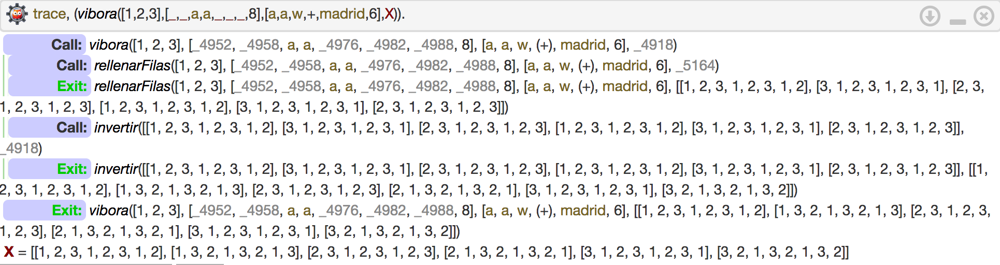 trace, (vibora([1,2,3],[_,_,a,a,_,_,_,8],[a,a,w,+,madrid,6],X)).
Call: vibora([1, 2, 3], [_4952, _4958, a, a, _4976, _4982, _4988, 8], [a, a, w, (+), madrid, 6], _4918)
Call: rellenarFilas([1, 2, 3], [_4952, _4958, a, a, _4976, _4982, _4988, 8], [a, a, w, (+), madrid, 6], _5164)
Exit: rellenarFilas([1, 2, 3], [_4952, _4958, a, a, _4976, _4982, _4988, 8], [a, a, w, (+), madrid, 6], [[1, 2, 3, 1, 2, 3, 1, 2], [3, 1, 2, 3, 1, 2, 3, 1], [2, 3,
1, 2, 3, 1, 2, 3], [1, 2, 3, 1, 2, 3, 1, 2], [3, 1, 2, 3, 1, 2, 3, 1], [2, 3, 1, 2, 3, 1, 2, 3]])
Call: invertir([[1, 2, 3, 1, 2, 3, 1, 2], [3, 1, 2, 3, 1, 2, 3, 1], [2, 3, 1, 2, 3, 1, 2, 3], [1, 2, 3, 1, 2, 3, 1, 2], [3, 1, 2, 3, 1, 2, 3, 1], [2, 3, 1, 2, 3, 1, 2, 3]],
_4918)
Exit: invertir([[1, 2, 3, 1, 2, 3, 1, 2], [3, 1, 2, 3, 1, 2, 3, 1], [2, 3, 1, 2, 3, 1, 2, 3], [1, 2, 3, 1, 2, 3, 1, 2], [3, 1, 2, 3, 1, 2, 3, 1], [2, 3, 1, 2, 3, 1, 2, 3]], [[1,
2, 3, 1, 2, 3, 1, 2], [1, 3, 2, 1, 3, 2, 1, 3], [2, 3, 1, 2, 3, 1, 2, 3], [2, 1, 3, 2, 1, 3, 2, 1], [3, 1, 2, 3, 1, 2, 3, 1], [3, 2, 1, 3, 2, 1, 3, 2]])
Exit: vibora([1, 2, 3], [_4952, _4958, a, a, _4976, _4982, _4988, 8], [a, a, w, (+), madrid, 6], [[1, 2, 3, 1, 2, 3, 1, 2], [1, 3, 2, 1, 3, 2, 1, 3], [2, 3, 1, 2, 3,
1, 2, 3], [2, 1, 3, 2, 1, 3, 2, 1], [3, 1, 2, 3, 1, 2, 3, 1], [3, 2, 1, 3, 2, 1, 3, 2]])
X = [[1, 2, 3, 1, 2, 3, 1, 2], [1, 3, 2, 1, 3, 2, 1, 3], [2, 3, 1, 2, 3, 1, 2, 3], [2, 1, 3, 2, 1, 3, 2, 1], [3, 1, 2, 3, 1, 2, 3, 1], [3, 2, 1, 3, 2, 1, 3, 2]]